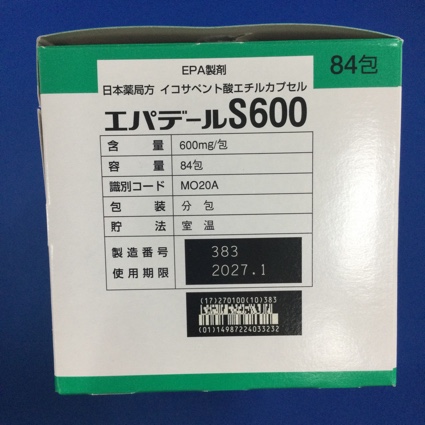 84包
EPA製剤
日本薬局方 イコサペント酸エチルカプセル
エパデールS600
含量 600mg/包
容量 84包
識別コード MO20A
包装 分包
貯法 室温
製造番号 383
使用期限 2027.1
(17)270100(10)383
(01)14987224033232